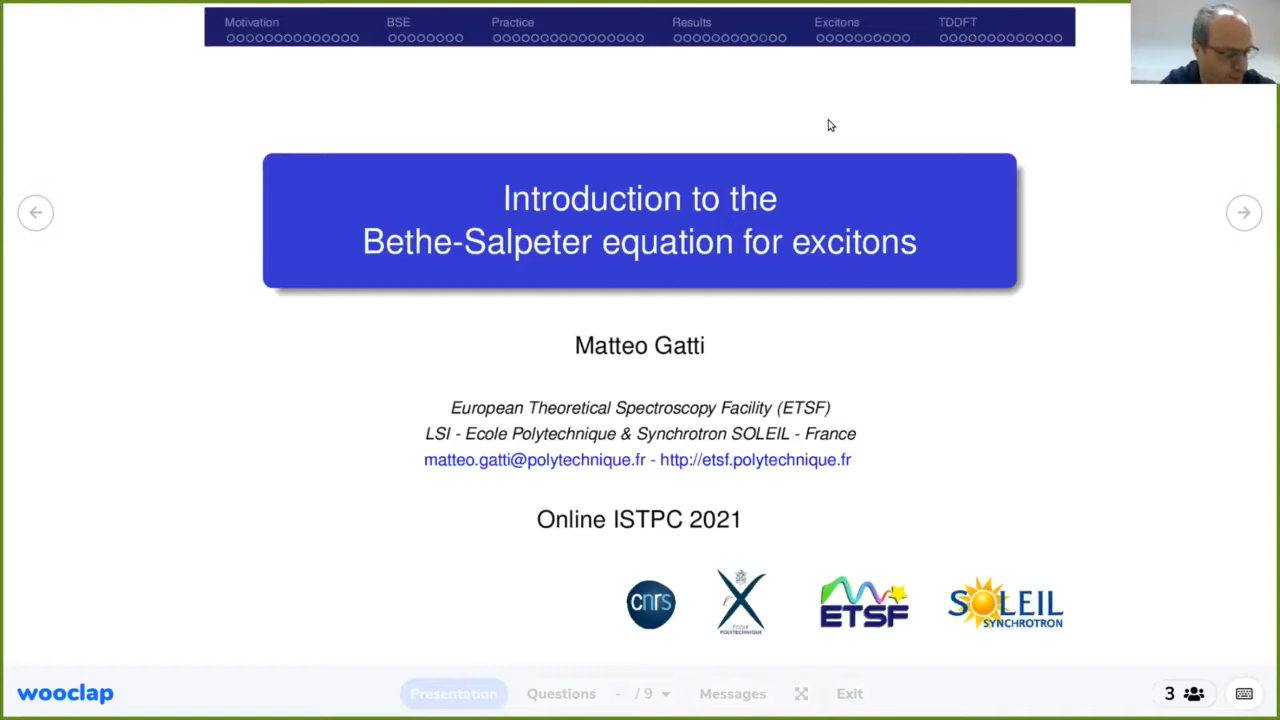 Motivation BSE Practice Results Excitons TDDFT
Introduction to the
Bethe-Salpeter equation for excitons
Matteo Gatti
European Theoretical Spectroscopy Facility (ETSF)
LSI - Ecole Polytechnique & Synchrotron SOLEIL - France
matteo.gatti@polytechnique.fr - http://etsf.polytechnique.fr
Online ISTPC 2021
cnrs
ÉCOLE
POLYTECHNIQUE
ETSF
SOLEIL
SYNCHROTRON
wooclap Presentation Questions - / 9 Messages Exit 3